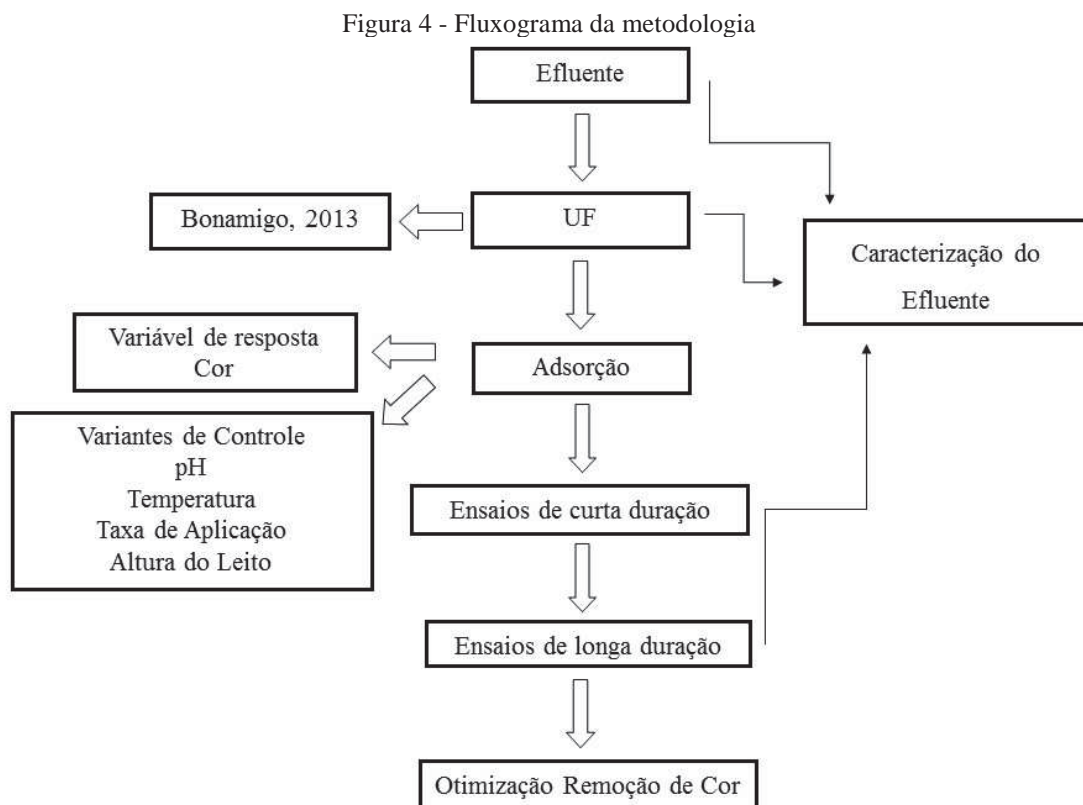 Figura 4 - Fluxograma da metodologia
Efluente
Bonamigo, 2013
UF
Caracterização do
Efluente
Variável de resposta
Cor
Adsorção
Variantes de Controle
pH
Temperatura
Taxa de Aplicação
Altura do Leito
Ensaios de curta duração
Ensaios de longa duração
Otimização Remoção de Cor